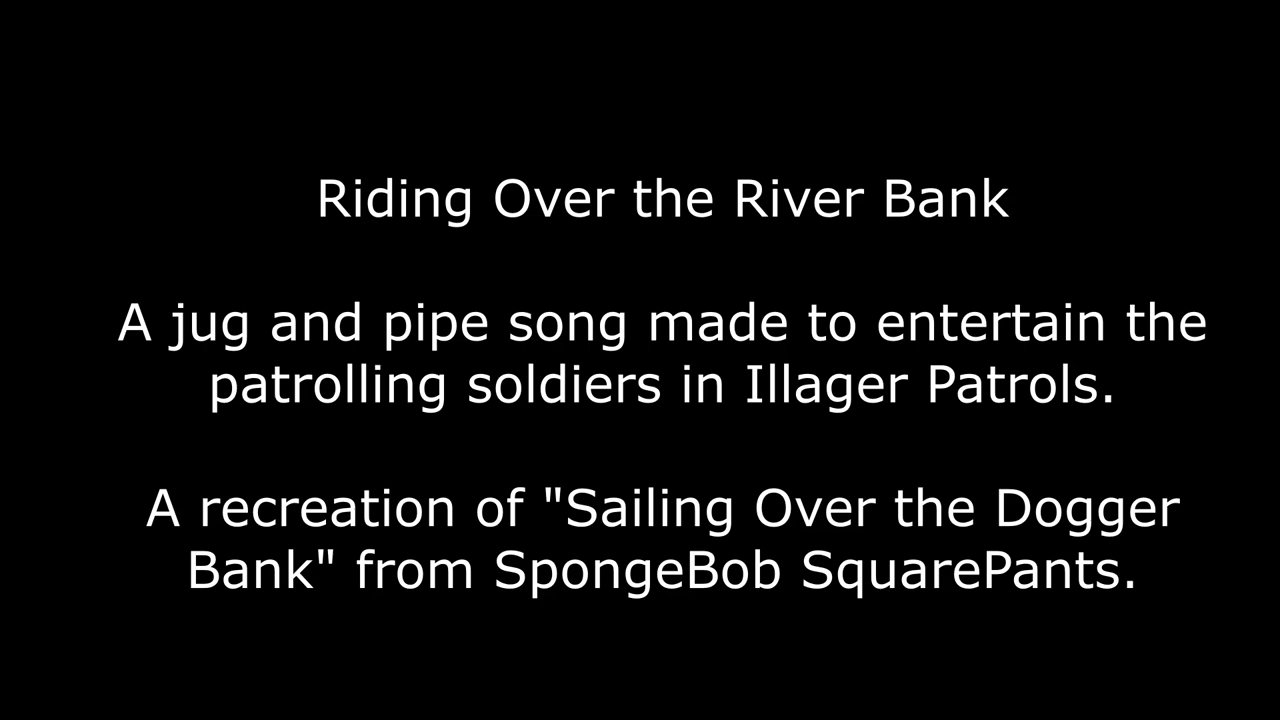 Riding Over the River Bank
A jug and pipe song made to entertain the
patrolling soldiers in Illager Patrols.
A recreation of "Sailing Over the Dogger
Bank" from SpongeBob SquarePants.